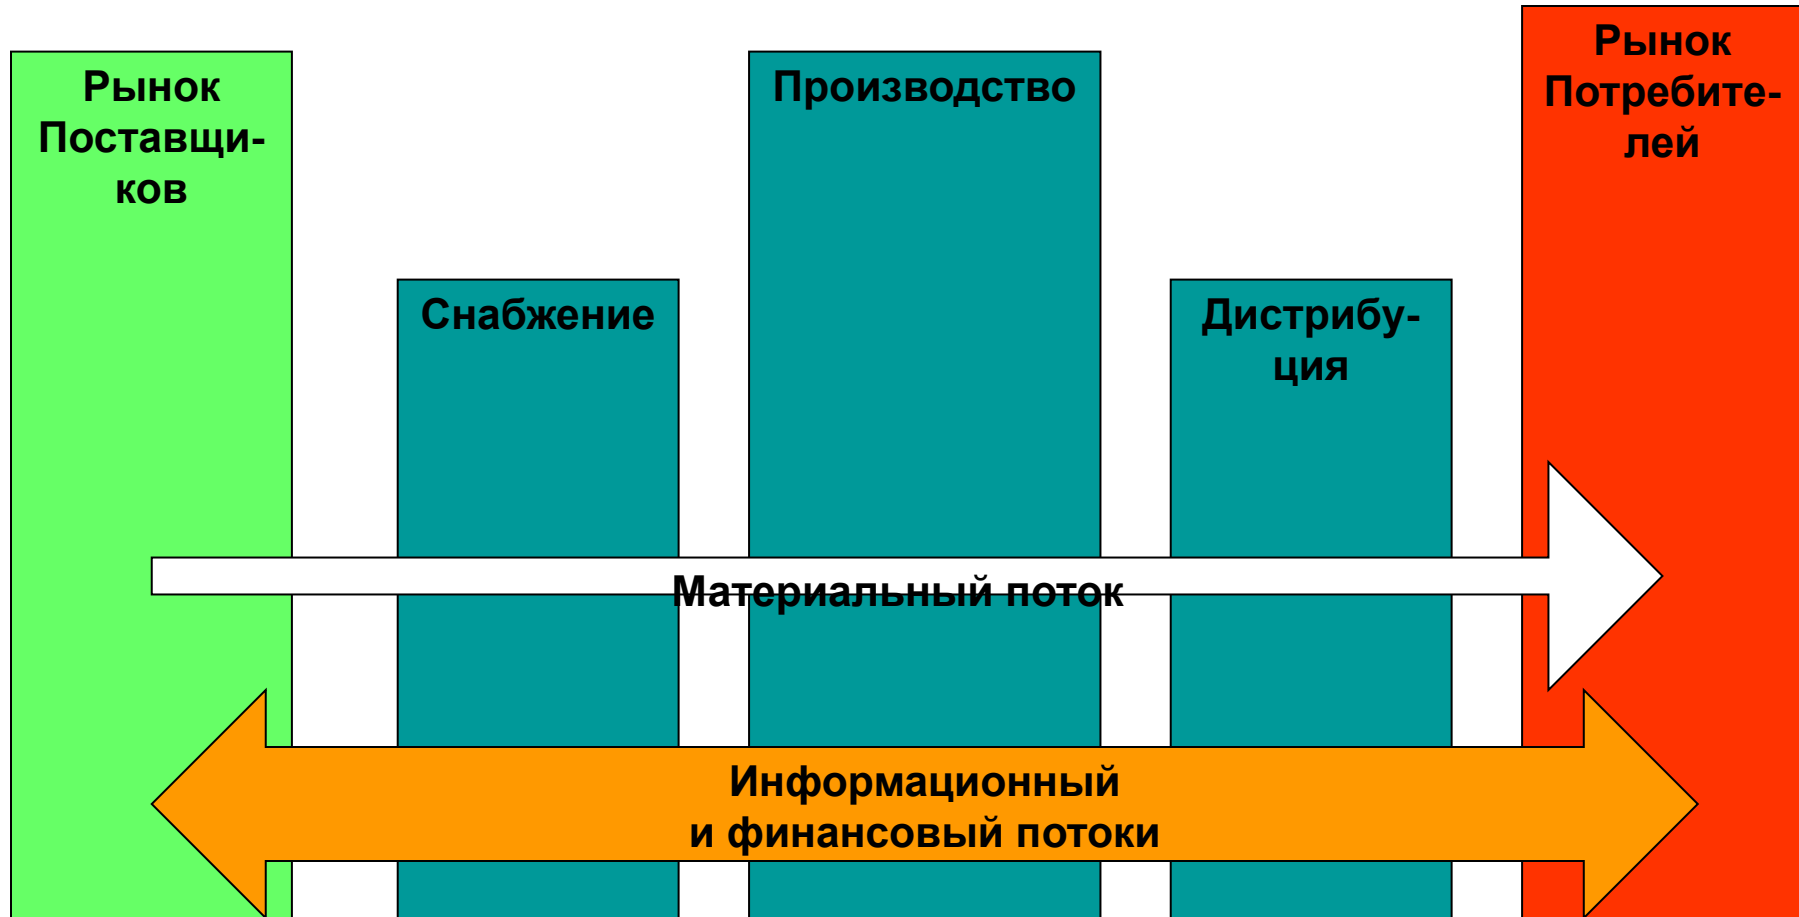 Рынок
Поставщи-
ков
Снабжение
Производство
Дистрибу-
ция
Рынок
Потребите-
лей
Материальный поток
Информационный
и финансовый потоки